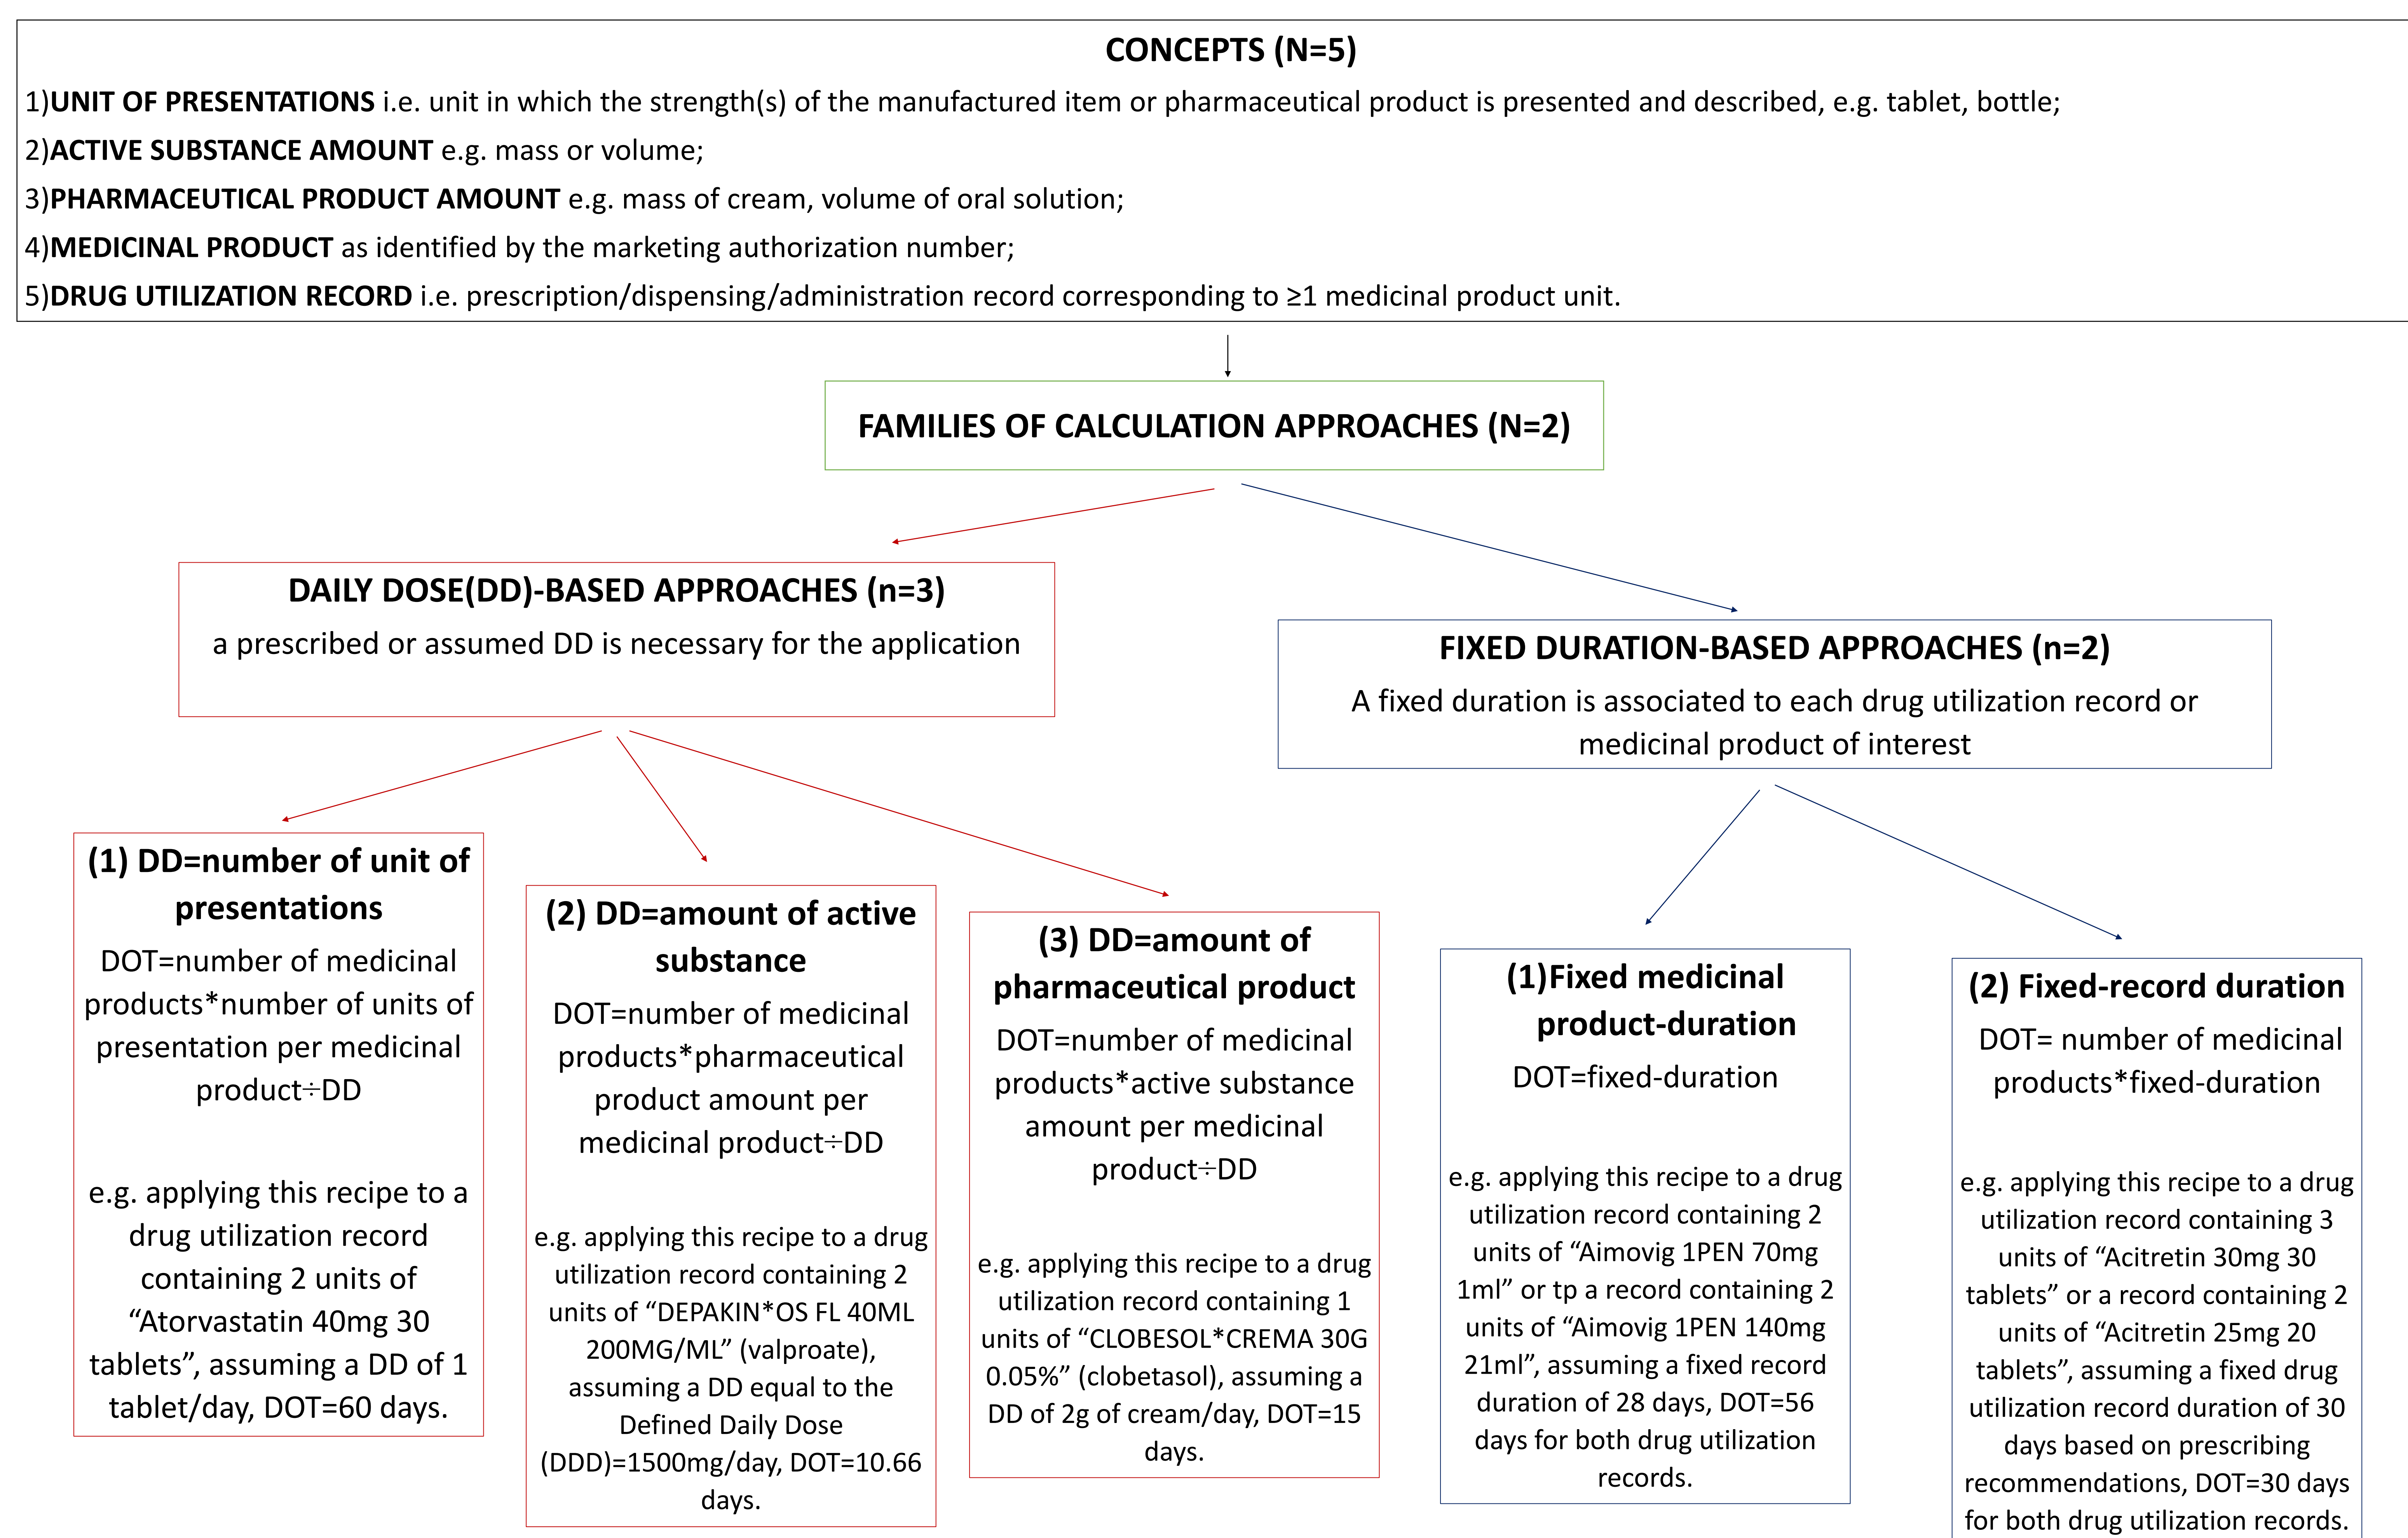 CONCEPTS (N=5)
1)UNIT OF PRESENTATIONS i.e. unit in which the strength(s) of the manufactured item or pharmaceutical product is presented and described, e.g. tablet, bottle;
2)ACTIVE SUBSTANCE AMOUNT e.g. mass or volume;
3)PHARMACEUTICAL PRODUCT AMOUNT e.g. mass of cream, volume of oral solution;
4)MEDICINAL PRODUCT as identified by the marketing authorization number;
5)DRUG UTILIZATION RECORD i.e. prescription/dispensing/administration record corresponding to ≥1 medicinal product unit.
FAMILIES OF CALCULATION APPROACHES (N=2)
DAILY DOSE(DD)-BASED APPROACHES (n=3)
a prescribed or assumed DD is necessary for the application
FIXED DURATION-BASED APPROACHES (n=2)
A fixed duration is associated to each drug utilization record or
medicinal product of interest
(1) DD=number of unit of
presentations
DOT=number of medicinal
products*number of units of
presentation per medicinal
product÷DD
e.g. applying this recipe to a
drug utilization record
containing 2 units of
“Atorvastatin 40mg 30
tablets”, assuming a DD of 1
tablet/day, DOT=60 days.
(2) DD=amount of active
substance
DOT=number of medicinal
products*pharmaceutical
product amount per
medicinal product÷DD
e.g. applying this recipe to a drug
utilization record containing 2
units of “DEPAKIN*OS FL 40ML
200MG/ML” (valproate),
assuming a DD equal to the
Defined Daily Dose
(DDD)=1500mg/day, DOT=10.66
days.
(3) DD=amount of
pharmaceutical product
DOT=number of medicinal
products*active substance
amount per medicinal
product÷DD
e.g. applying this recipe to a drug
utilization record containing 1
units of “CLOBESOL*CREMA 30G
0.05%” (clobetasol), assuming a
DD of 2g of cream/day, DOT=15
days.
(1)Fixed medicinal
product-duration
DOT=fixed-duration
e.g. applying this recipe to a drug
utilization record containing 2
units of “Aimovig 1PEN 70mg
1ml” or tp a record containing 2
units of “Aimovig 1PEN 140mg
21ml”, assuming a fixed record
duration of 28 days, DOT=56
days for both drug utilization
records.
(2) Fixed-record duration
DOT= number of medicinal
products*fixed-duration
e.g. applying this recipe to a drug
utilization record containing 3
units of “Acitretin 30mg 30
tablets” or a record containing 2
units of “Acitretin 25mg 20
tablets”, assuming a fixed drug
utilization record duration of 30
days based on prescribing
recommendations, DOT=30 days
for both drug utilization records.